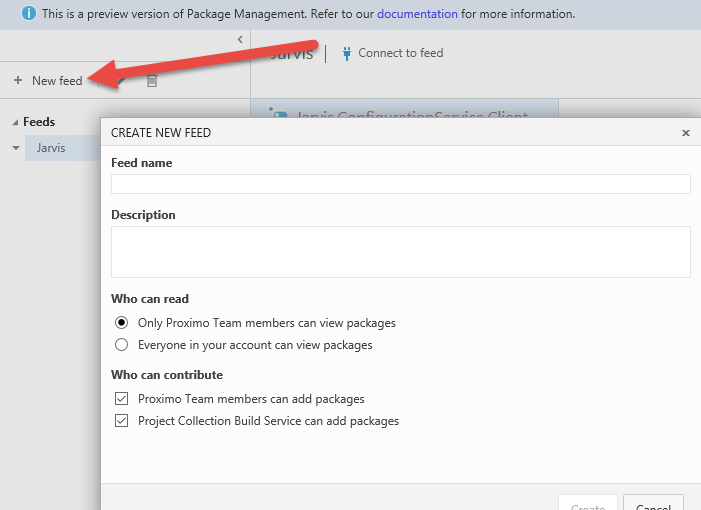 This is a preview version of Package Management. Refer to our documentation for more information.
Jarvis | Connect to feed
+ New feed
Feeds
Jarvis
Jarvis.ConfigurationService.Client
CREATE NEW FEED
Feed name
Description
Who can read
Only Proximo Team members can view packages
Everyone in your account can view packages
Who can contribute
Proximo Team members can add packages
Project Collection Build Service can add packages
Create Cancel